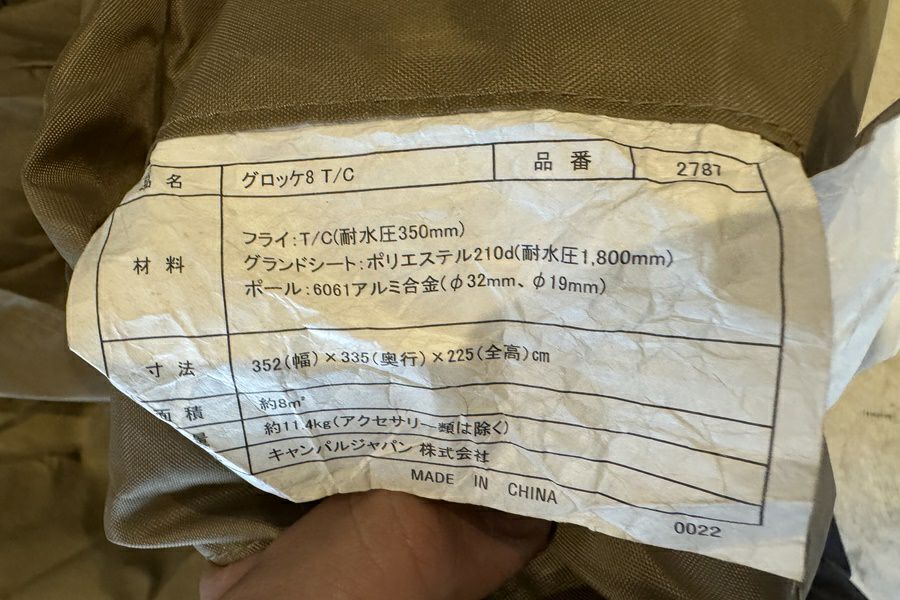 品名 グロッケ8 T/C 品番 2787
材料 フライ:T/C(耐水圧350mm)
グランドシート:ポリエステル210d(耐水圧1,800mm)
ポール:6061アルミ合金(φ32mm、φ19mm)
寸法 352(幅)×335(奥行)×225(全高)cm
面積 約8㎡
量 約11.4kg(アクセサリー類は除く)
キャンパルジャパン 株式会社
MADE IN CHINA
0022